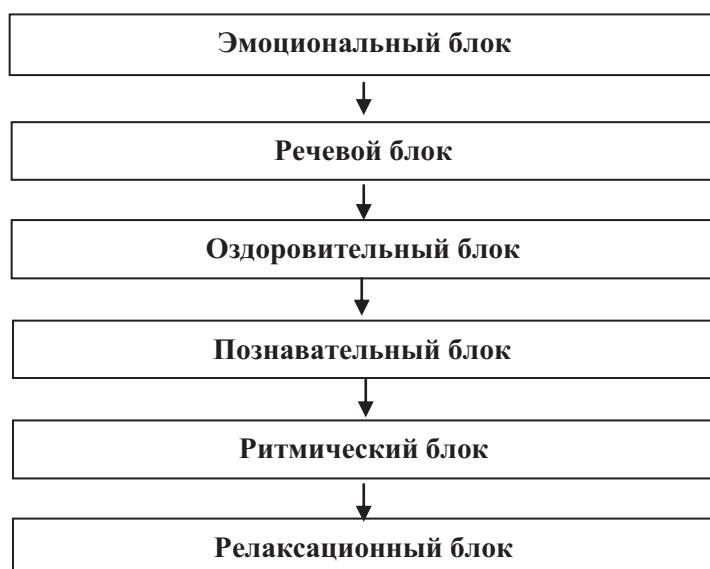 Эмоциональный блок
Речевой блок
Оздоровительный блок
Познавательный блок
Ритмический блок
Релаксационный блок